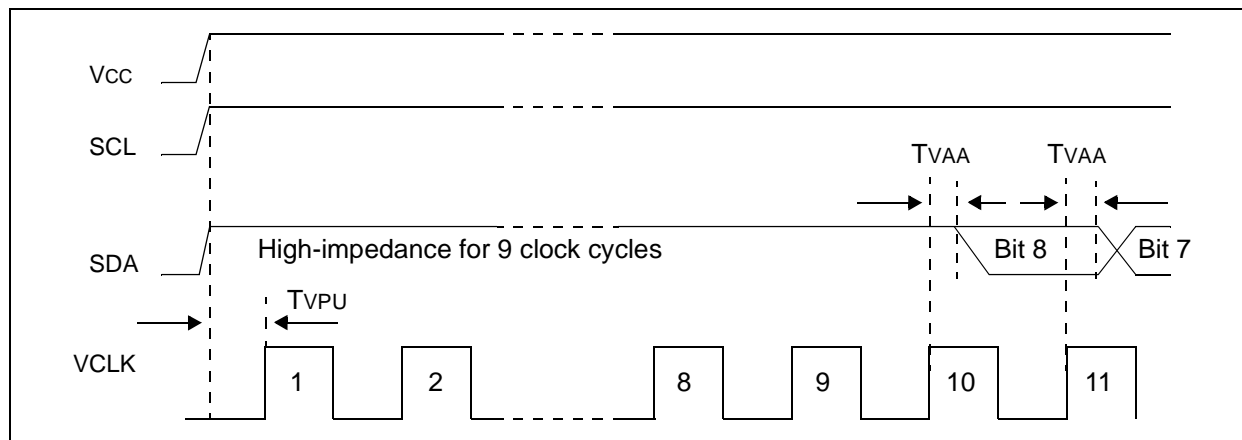 VCC
SCL
TVAA TVAA
SDA
High-impedance for 9 clock cycles
Bit 8
Bit 7
TVPU
VCLK
1 2 8 9 10 11